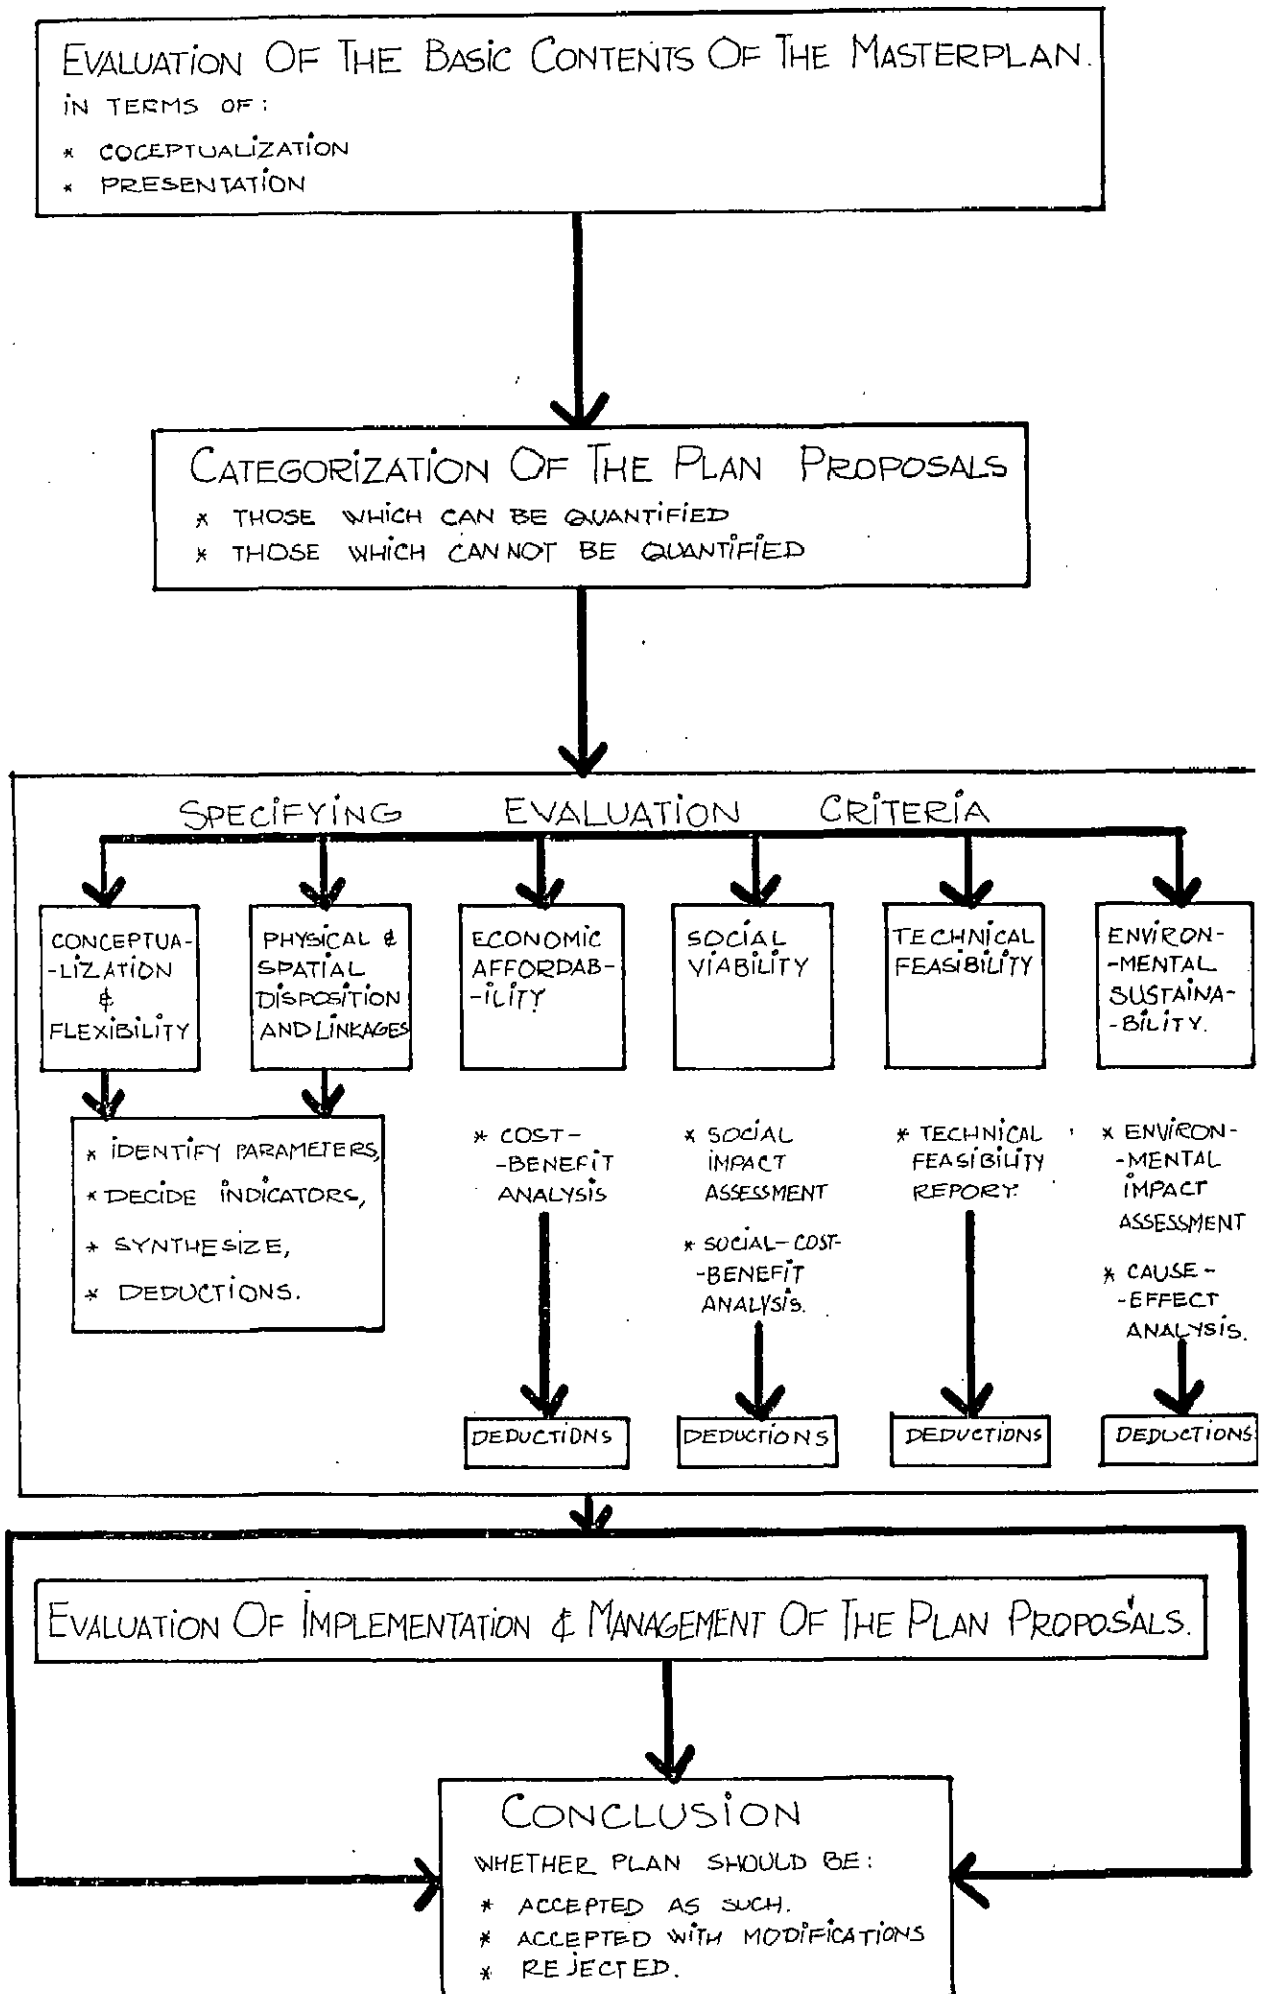 EVALUATION OF THE BASIC CONTENTS OF THE MASTERPLAN.
IN TERMS OF:
* COCEPTUALIZATION
* PRESENTATION
CATEGORIZATION OF THE PLAN PROPOSALS
* THOSE WHICH CAN BE QUANTIFIED
* THOSE WHICH CANNOT BE QUANTIFIED
SPECIFYING EVALUATION CRITERIA
CONCEPTUA-
-LIZATION
&
FLEXIBILITY
PHYSICAL &
SPATIAL
DISPOSITION
AND LINKAGES
ECONOMIC
AFFORDAB-
-ILITY.
SOCIAL
VIABILITY
TECHNICAL
FEASIBILITY
ENVIRON-
-MENTAL
SUSTAINA-
-BILITY.
* IDENTIFY PARAMETERS,
* DECIDE INDICATORS,
* SYNTHESIZE,
* DEDUCTIONS.
* COST-
-BENEFIT
ANALYSIS
* SOCIAL
IMPACT
ASSESSMENT
* SOCIAL-COST-
-BENEFIT
ANALYSIS.
* TECHNICAL
FEASIBILITY
REPORT.
* ENVIRON-
-MENTAL
IMPACT
ASSESSMENT
* CAUSE-
-EFFECT
ANALYSIS.
DEDUCTIONS
DEDUCTIONS
DEDUCTIONS
DEDUCTIONS
EVALUATION OF IMPLEMENTATION & MANAGEMENT OF THE PLAN PROPOSALS.
CONCLUSION
WHETHER PLAN SHOULD BE:
* ACCEPTED AS SUCH.
* ACCEPTED WITH MODIFICATIONS
* REJECTED.